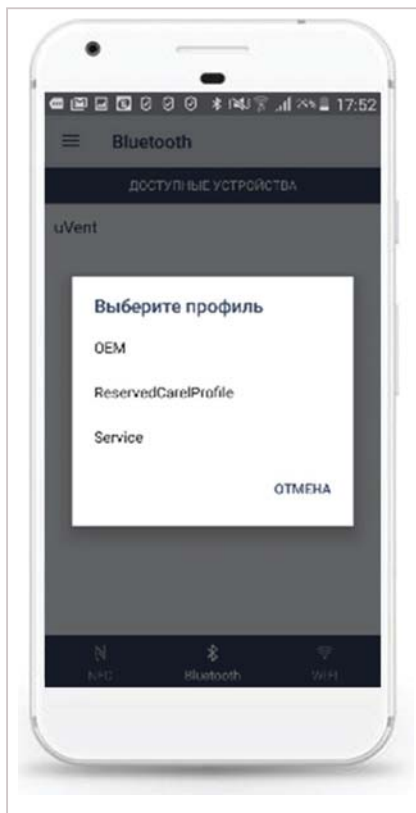 17:52
Bluetooth
ДОСТУПНЫЕ УСТРОЙСТВА
uVent
Выберите профиль
OEM
ReservedCarelProfile
Service
ОТМЕНА
NFC
Bluetooth
WIFI